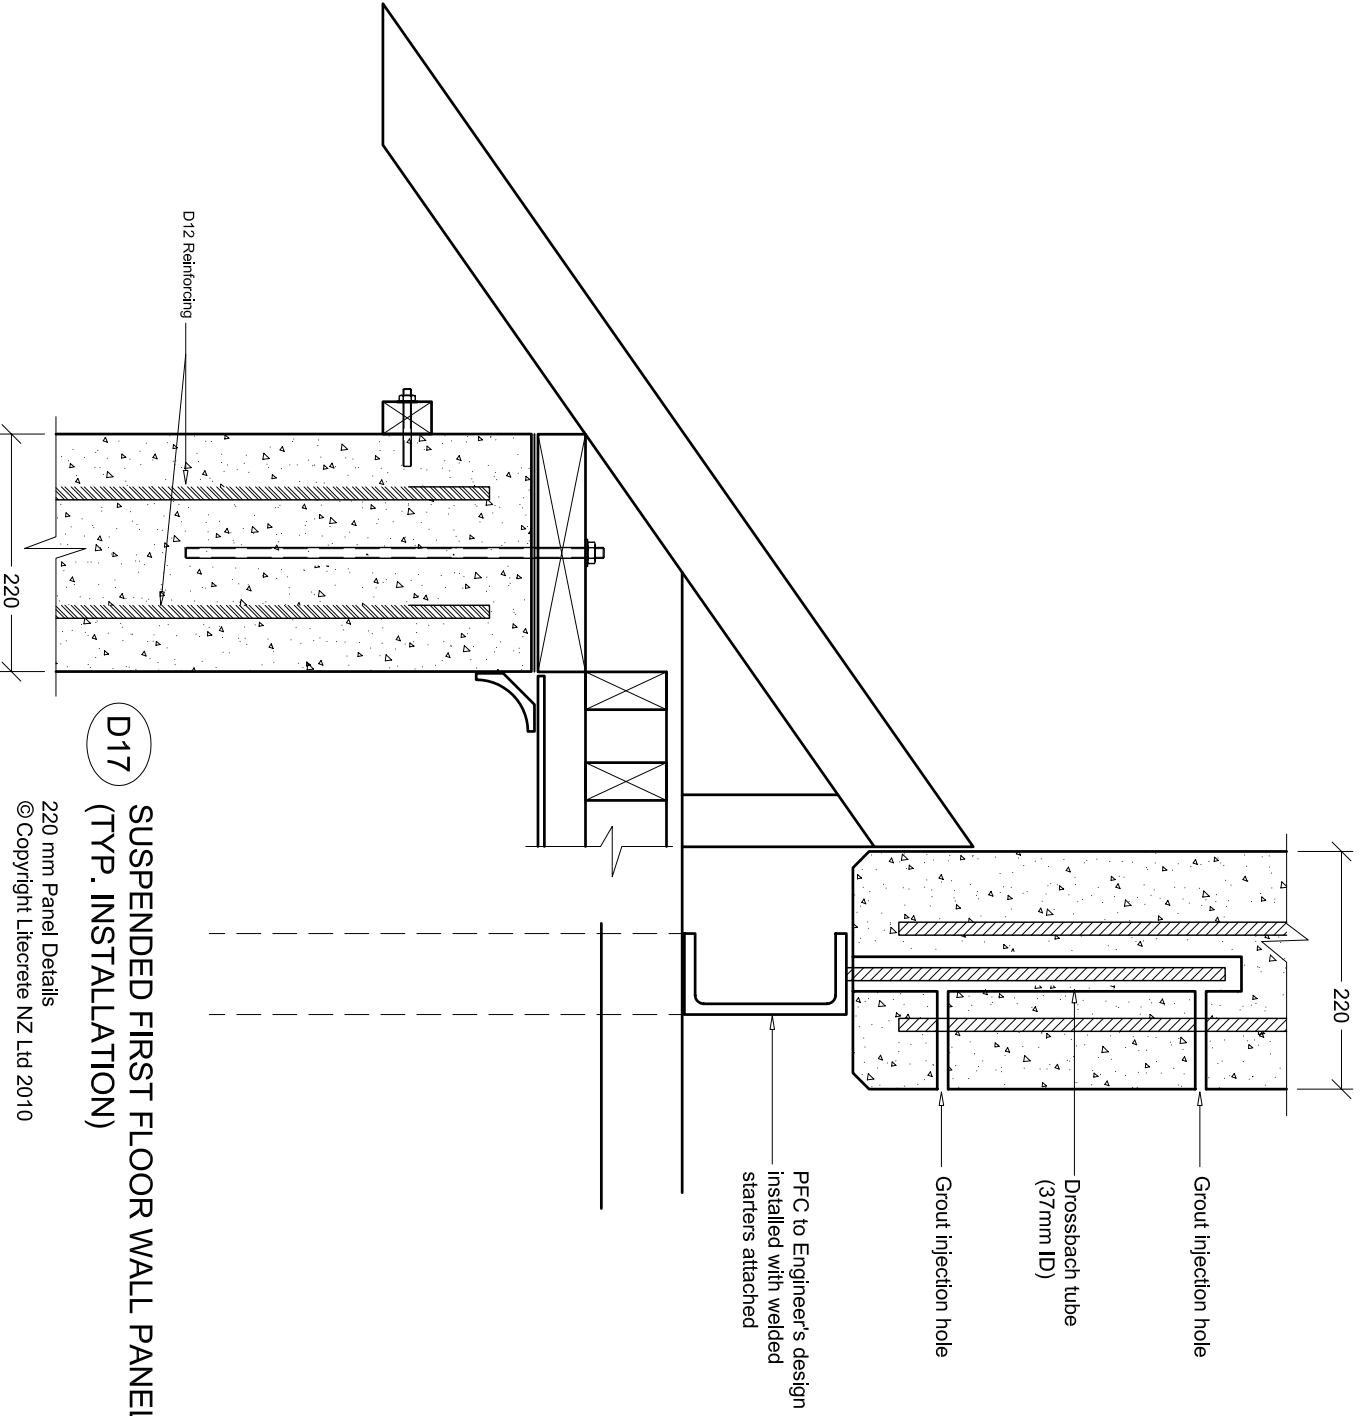 220
Grout injection hole
Drossbach tube
(37mm ID)
Grout injection hole
PFC to Engineer's design
installed with welded
starters attached
D12 Reinforcing
220
D17
SUSPENDED FIRST FLOOR WALL PANEL
(TYP. INSTALLATION)
220 mm Panel Details
© Copyright Litecrete NZ Ltd 2010